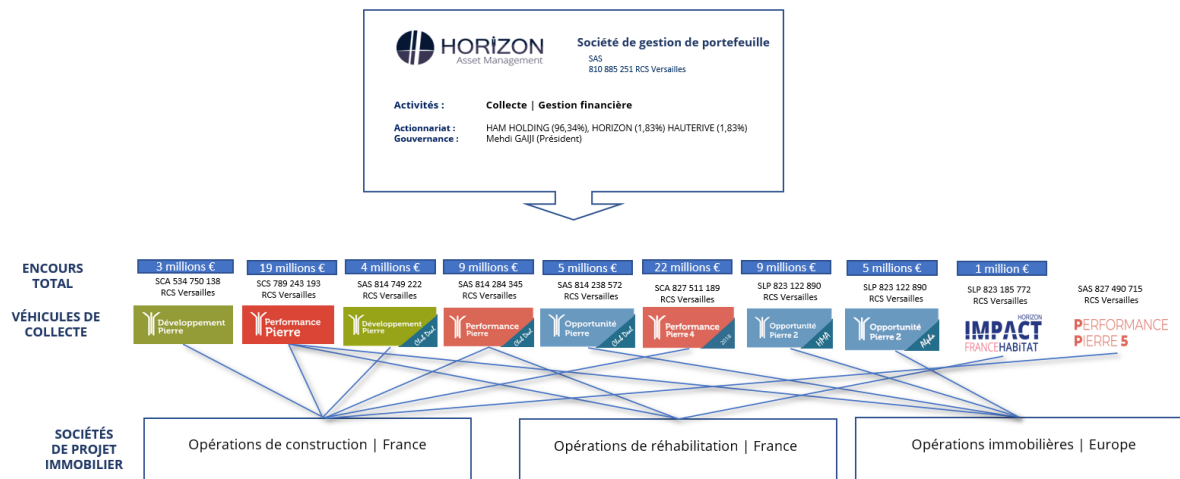 HORIZON
Asset Management
Société de gestion de portefeuille
SAS
810 885 251 RCS Versailles
Activités : Collecte | Gestion financière
Actionnariat : HAM HOLDING (96,34%), HORIZON (1,83%) HAUTERIVE (1,83%)
Gouvernance : Mehdi GAIJI (Président)
ENCOURS
TOTAL
3 millions €
19 millions €
4 millions €
9 millions €
5 millions €
22 millions €
9 millions €
5 millions €
1 million €
SCA 534 750 138
RCS Versailles
SCS 789 243 193
RCS Versailles
SAS 814 749 222
RCS Versailles
SAS 814 284 345
RCS Versailles
SAS 814 238 572
RCS Versailles
SCA 827 511 189
RCS Versailles
SLP 823 122 890
RCS Versailles
SLP 823 122 890
RCS Versailles
SLP 823 185 772
RCS Versailles
SAS 827 490 715
RCS Versailles
VÉHICULES DE
COLLECTE
Développement
Pierre
Performance
Pierre
Développement
Pierre
Club Deal
Performance
Pierre
Club Deal
Opportunité
Pierre
Club Deal
Performance
Pierre 4
2018
Opportunité
Pierre 2
HMA
Opportunité
Pierre 2
Alpha
HORIZON
IMPACT
FRANCEHABITAT
PERFORMANCE
PIERRE 5
SOCIÉTÉS
DE PROJET
IMMOBILIER
Opérations de construction | France
Opérations de réhabilitation | France
Opérations immobilières | Europe